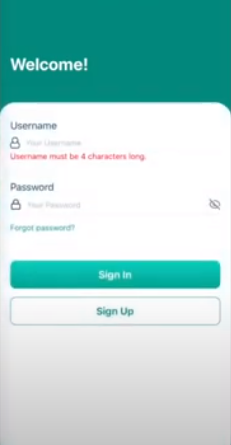 Welcome!
Username
Your Username
Username must be 4 characters long.
Password
Your Password
Forgot password?
Sign In
Sign Up